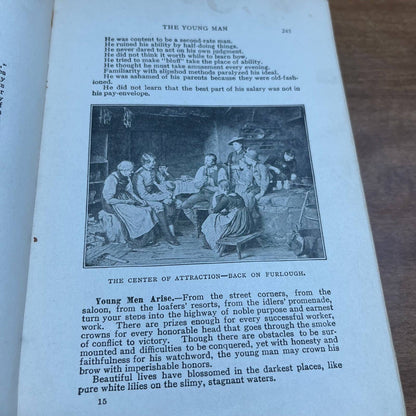 THE YOUNG MAN 241
He was content to be a second-rate man.
He ruined his ability by half-doing things.
He never dared to act on his own judgment.
He did not think it worth while to learn how.
He tried to make "bluff" take the place of ability.
He thought he must take amusement every evening.
Familiarity with slipshod methods paralyzed his ideal.
He was ashamed of his parents because they were old-fash-
ioned.
He did not learn that the best part of his salary was not in
his pay-envelope.
THE CENTER OF ATTRACTION—BACK ON FURLOUGH.
Young Men Arise.—From the street corners, from the
saloon, from the loafers' resorts, from the idlers' promenade,
turn your steps into the highway of noble purpose and earnest
work. There are prizes enough for every successful worker,
crowns enough for every honorable head that goes through the smoke
of conflict to victory. Though there are obstacles to be sur-
mounted and difficulties to be conquered, yet with honesty and
faithfulness for his watchword, the young man may crown his
brow with imperishable honors.
Beautiful lives have blossomed in the darkest places, like
pure white lilies on the slimy, stagnant waters.
15